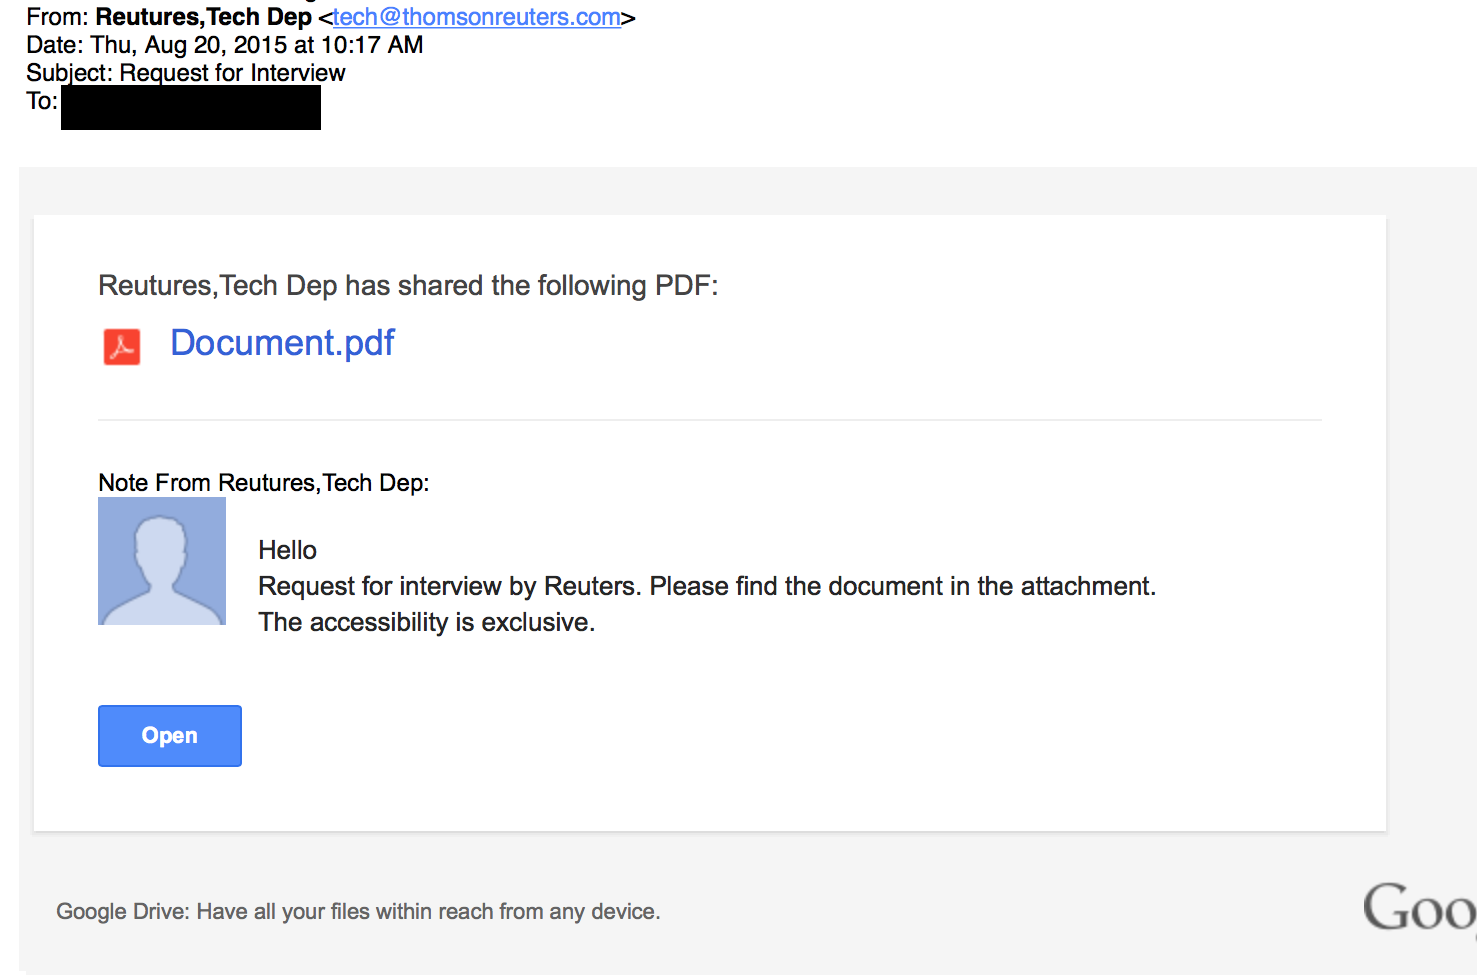 From: Reutures,Tech Dep <tech@thomsonreuters.com>
Date: Thu, Aug 20, 2015 at 10:17 AM
Subject: Request for Interview
To:
Reutures,Tech Dep has shared the following PDF:
Document.pdf
Note From Reutures,Tech Dep:
Hello
Request for interview by Reuters. Please find the document in the attachment.
The accessibility is exclusive.
Open
Google Drive: Have all your files within reach from any device.
Goo